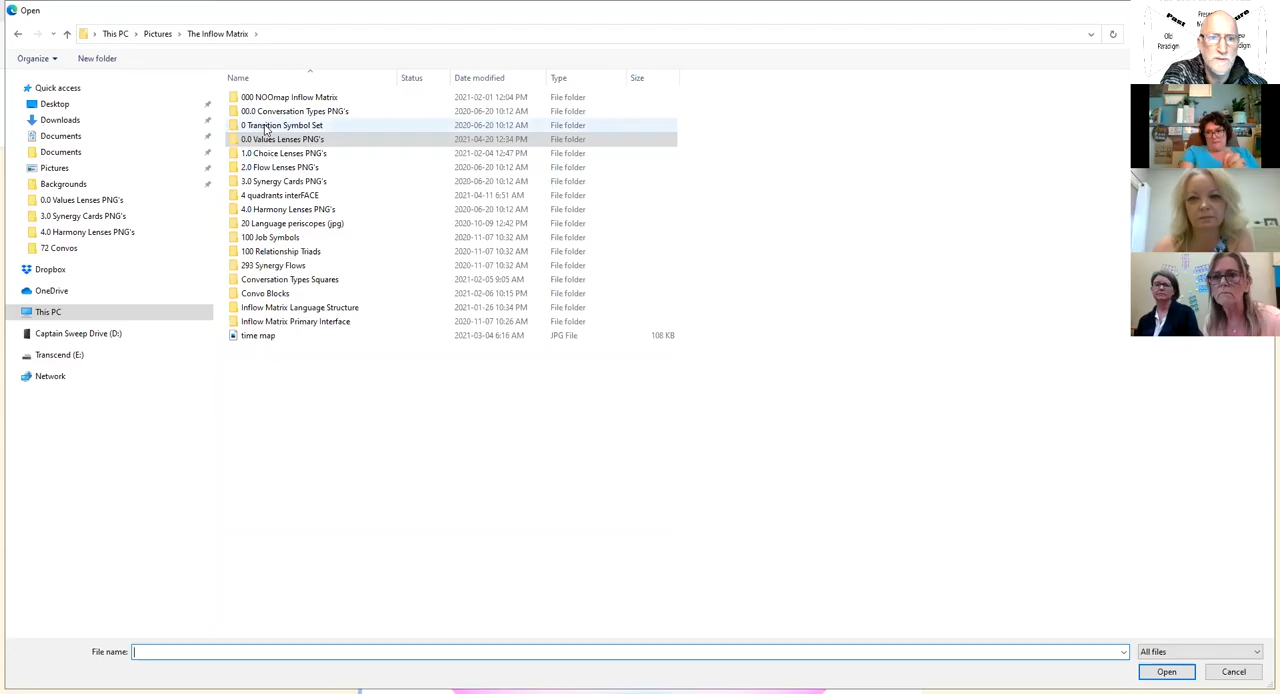 Open
This PC > Pictures > The Inflow Matrix >
Organize
New folder
Name Status Date modified Type Size
Quick access
Desktop
Downloads
Documents
Documents
Pictures
Backgrounds
0.0 Values Lenses PNG's
3.0 Synergy Cards PNG's
4.0 Harmony Lenses PNG's
72 Convos
Dropbox
OneDrive
This PC
Captain Sweep Drive (D:)
Transcend (E:)
Network
000 NOOmap Inflow Matrix 2021-02-01 12:04 PM File folder
00.0 Conversation Types PNG's 2020-06-20 10:12 AM File folder
0 Transition Symbol Set 2020-06-20 10:12 AM File folder
0.0 Values Lenses PNG's 2021-04-20 12:34 PM File folder
1.0 Choice Lenses PNG's 2021-02-04 12:47 PM File folder
2.0 Flow Lenses PNG's 2020-06-20 10:12 AM File folder
3.0 Synergy Cards PNG's 2020-06-20 10:12 AM File folder
4 quadrants interFACE 2021-04-11 6:51 AM File folder
4.0 Harmony Lenses PNG's 2020-06-20 10:12 AM File folder
20 Language periscopes (jpg) 2020-10-09 12:42 PM File folder
100 Job Symbols 2020-11-07 10:32 AM File folder
100 Relationship Triads 2020-11-07 10:32 AM File folder
293 Synergy Flows 2020-11-07 10:32 AM File folder
Conversation Types Squares 2021-02-05 9:05 AM File folder
Convo Blocks 2021-02-06 10:15 PM File folder
Inflow Matrix Language Structure 2021-01-26 10:34 PM File folder
Inflow Matrix Primary Interface 2020-11-07 10:26 AM File folder
time map 2021-03-04 6:16 AM JPG File 108 KB
File name:
All files
Open Cancel
Past
Old
Paradigm